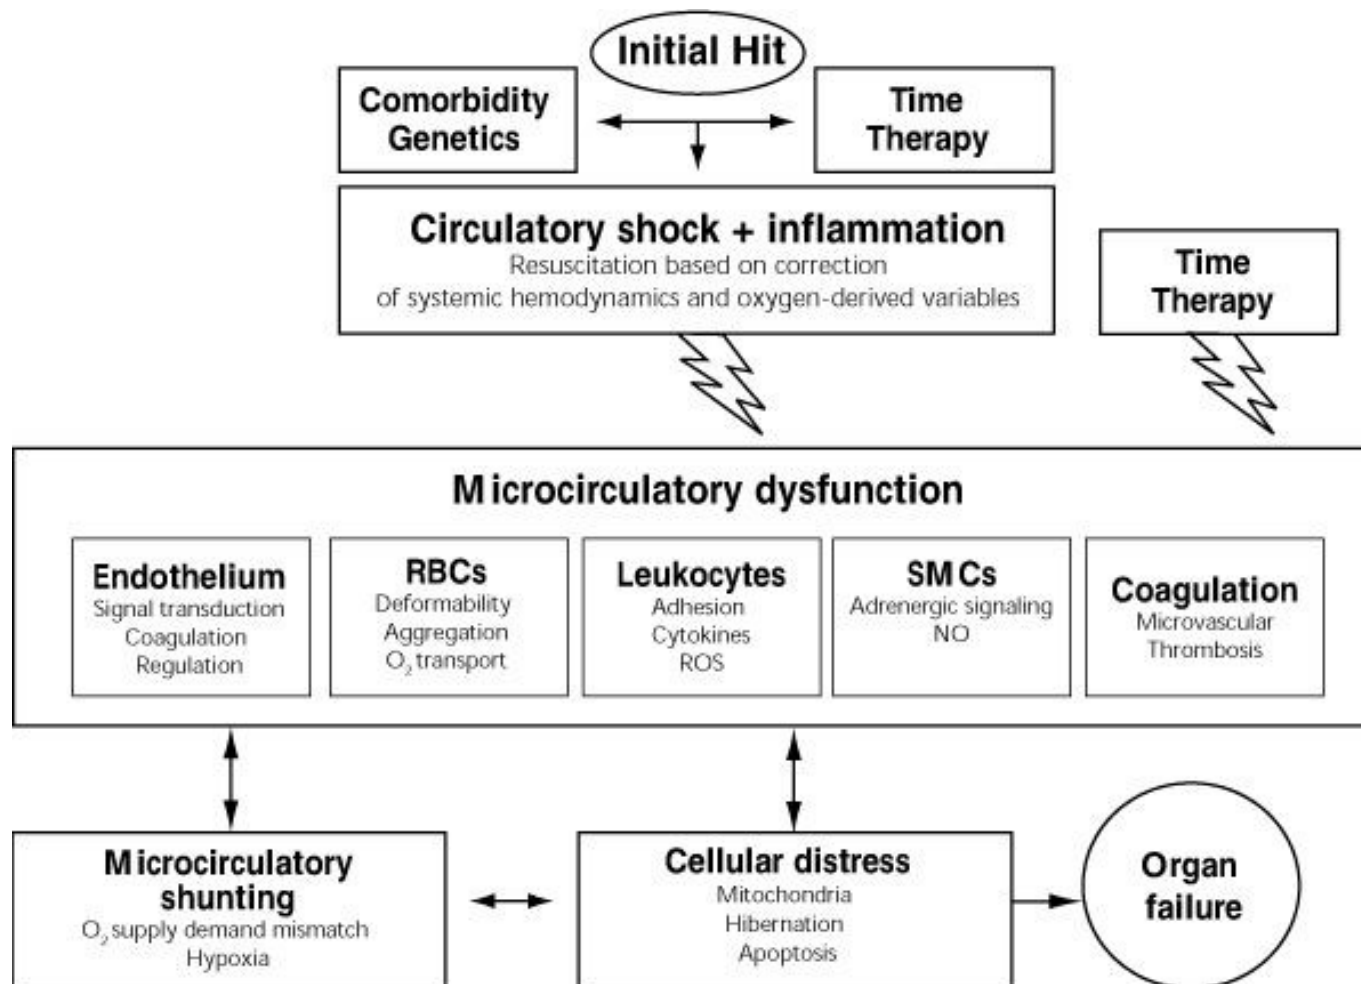 Initial Hit
Comorbidity
Genetics
Time
Therapy
Circulatory shock + inflammation
Resuscitation based on correction
of systemic hemodynamics and oxygen-derived variables
Time
Therapy
Microcirculatory dysfunction
Endothelium
Signal transduction
Coagulation
Regulation
RBCs
Deformability
Aggregation
O₂ transport
Leukocytes
Adhesion
Cytokines
ROS
SMCs
Adrenergic signaling
NO
Coagulation
Microvascular
Thrombosis
Microcirculatory
shunting
O₂ supply demand mismatch
Hypoxia
Cellular distress
Mitochondria
Hibernation
Apoptosis
Organ
failure